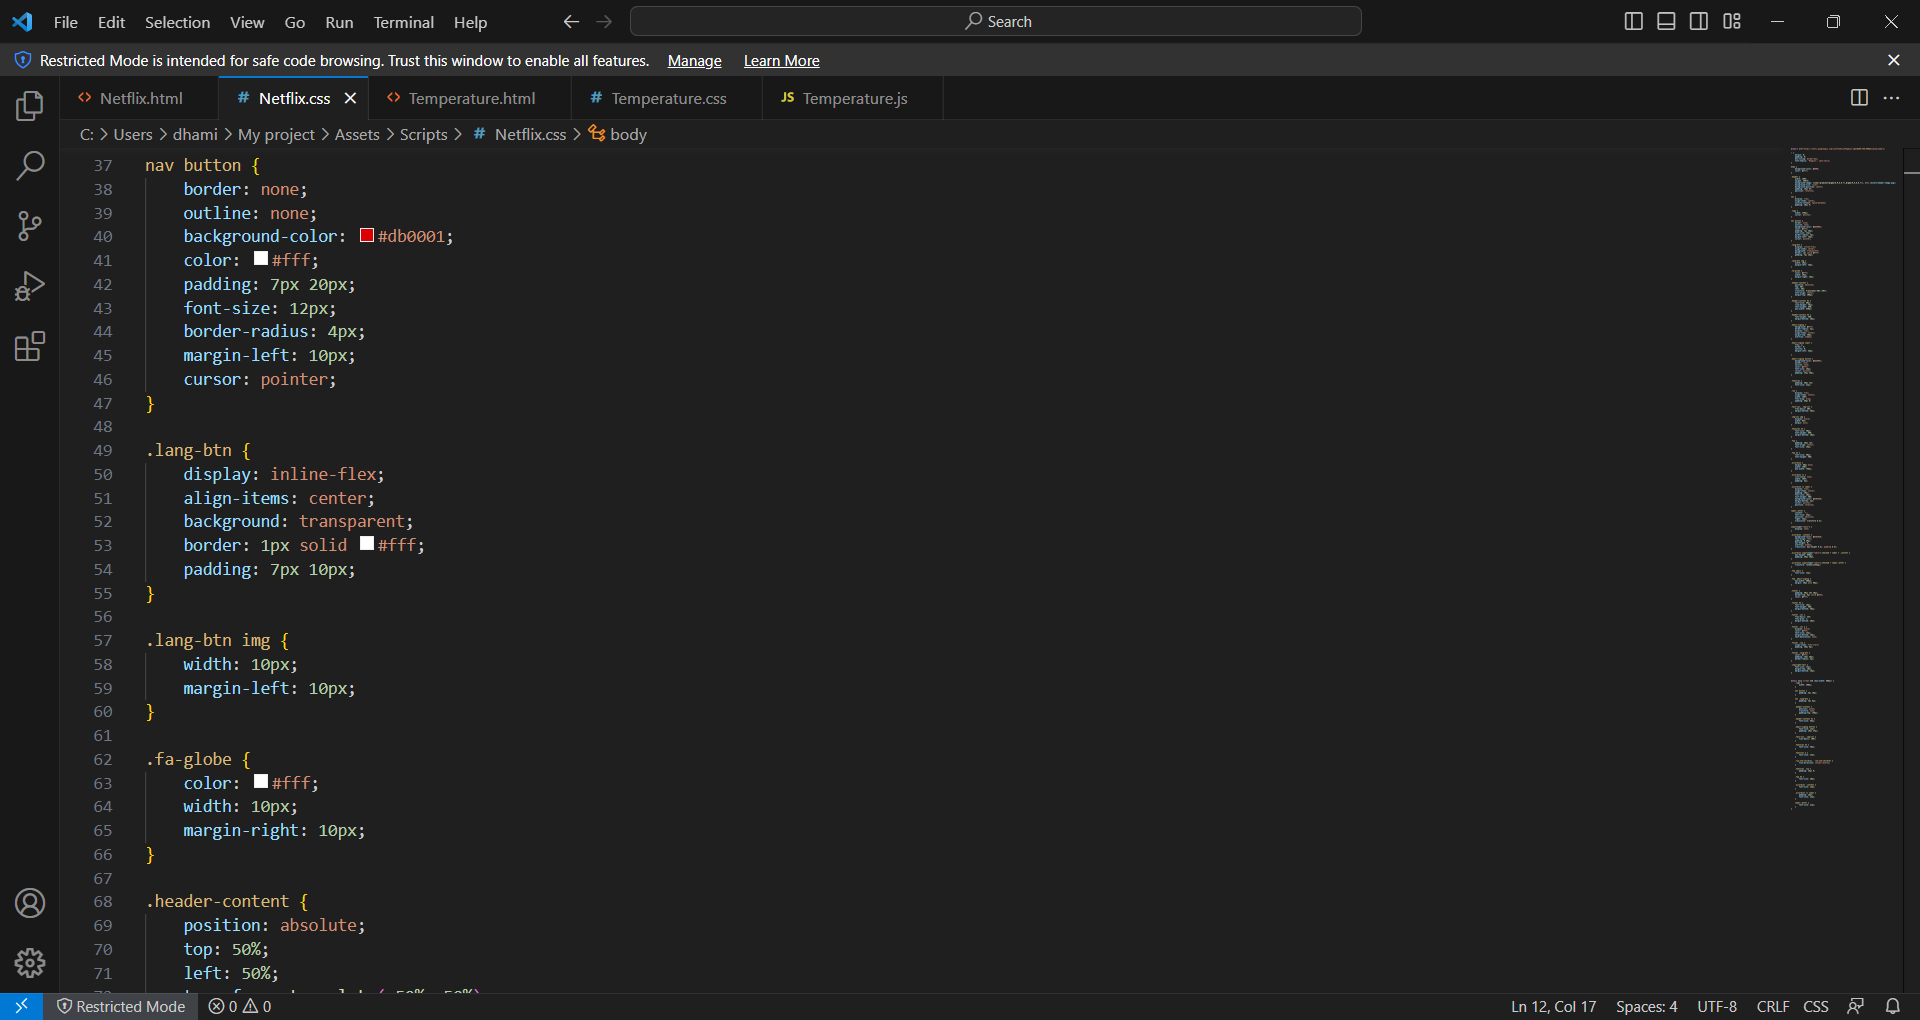 File Edit Selection View Go Run Terminal Help Search
Restricted Mode is intended for safe code browsing. Trust this window to enable all features. Manage Learn More
Netflix.html # Netflix.css Temperature.html # Temperature.css JS Temperature.js
C: > Users > dhami > My project > Assets > Scripts > # Netflix.css > body
37 nav button {
38 border: none;
39 outline: none;
40 background-color: #db0001;
41 color: #fff;
42 padding: 7px 20px;
43 font-size: 12px;
44 border-radius: 4px;
45 margin-left: 10px;
46 cursor: pointer;
47 }
48
49 .lang-btn {
50 display: inline-flex;
51 align-items: center;
52 background: transparent;
53 border: 1px solid #fff;
54 padding: 7px 10px;
55 }
56
57 .lang-btn img {
58 width: 10px;
59 margin-left: 10px;
60 }
61
62 .fa-globe {
63 color: #fff;
64 width: 10px;
65 margin-right: 10px;
66 }
67
68 .header-content {
69 position: absolute;
70 top: 50%;
71 left: 50%;
Restricted Mode 0 0 Ln 12, Col 17 Spaces: 4 UTF-8 CRLF CSS